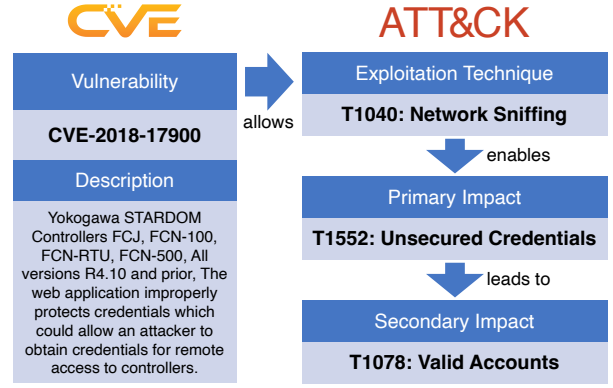 CVE
Vulnerability
CVE-2018-17900
Description
Yokogawa STARDOM
Controllers FCJ, FCN-100,
FCN-RTU, FCN-500, All
versions R4.10 and prior, The
web application improperly
protects credentials which
could allow an attacker to
obtain credentials for remote
access to controllers.
allows
ATT&CK
Exploitation Technique
T1040: Network Sniffing
enables
Primary Impact
T1552: Unsecured Credentials
leads to
Secondary Impact
T1078: Valid Accounts